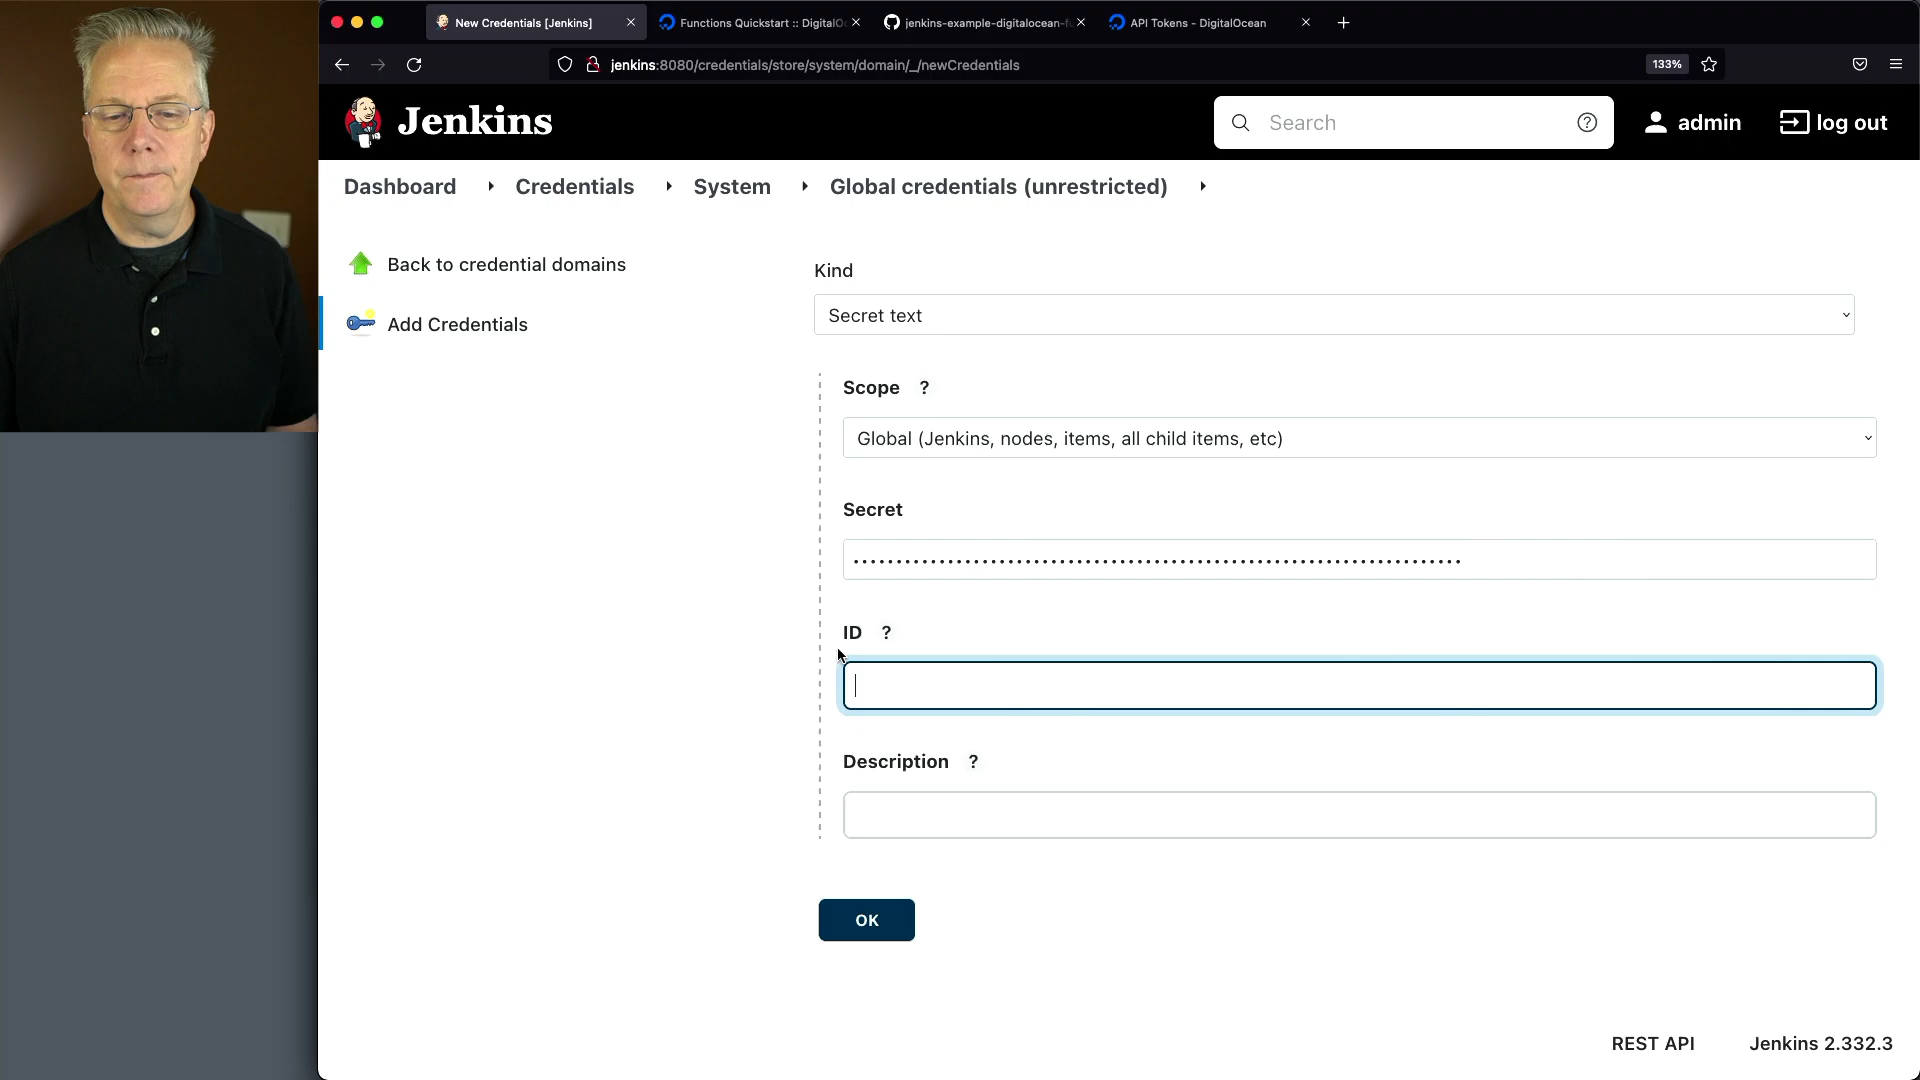 New Credentials [Jenkins]
Functions Quickstart :: DigitalO
jenkins-example-digitalocean-fu
API Tokens - DigitalOcean
jenkins:8080/credentials/store/system/domain/_/newCredentials
133%
Jenkins
Search
admin
log out
Dashboard
Credentials
System
Global credentials (unrestricted)
Back to credential domains
Add Credentials
Kind
Secret text
Scope ?
Global (Jenkins, nodes, items, all child items, etc)
Secret
ID ?
Description ?
OK
REST API
Jenkins 2.332.3